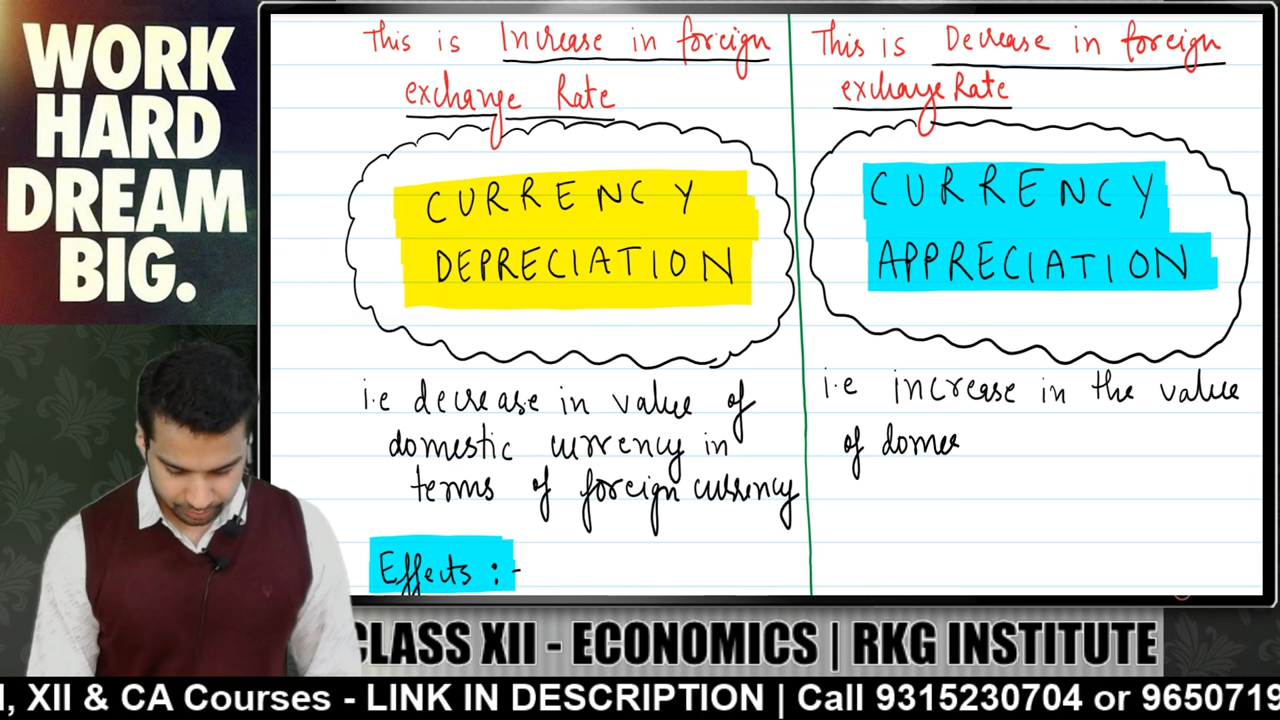 WORK
HARD
DREAM
BIG.
This is Increase in foreign
exchange Rate
CURRENCY
DEPRECIATION
i.e decrease in value of
domestic currency in
terms of foreign currency
Effects :-
This is Decrease in foreign
exchange Rate
CURRENCY
APPRECIATION
i.e increase in the value
of domes
CLASS XII - ECONOMICS | RKG INSTITUTE
, XII & CA Courses - LINK IN DESCRIPTION | Call 9315230704 or 9650719